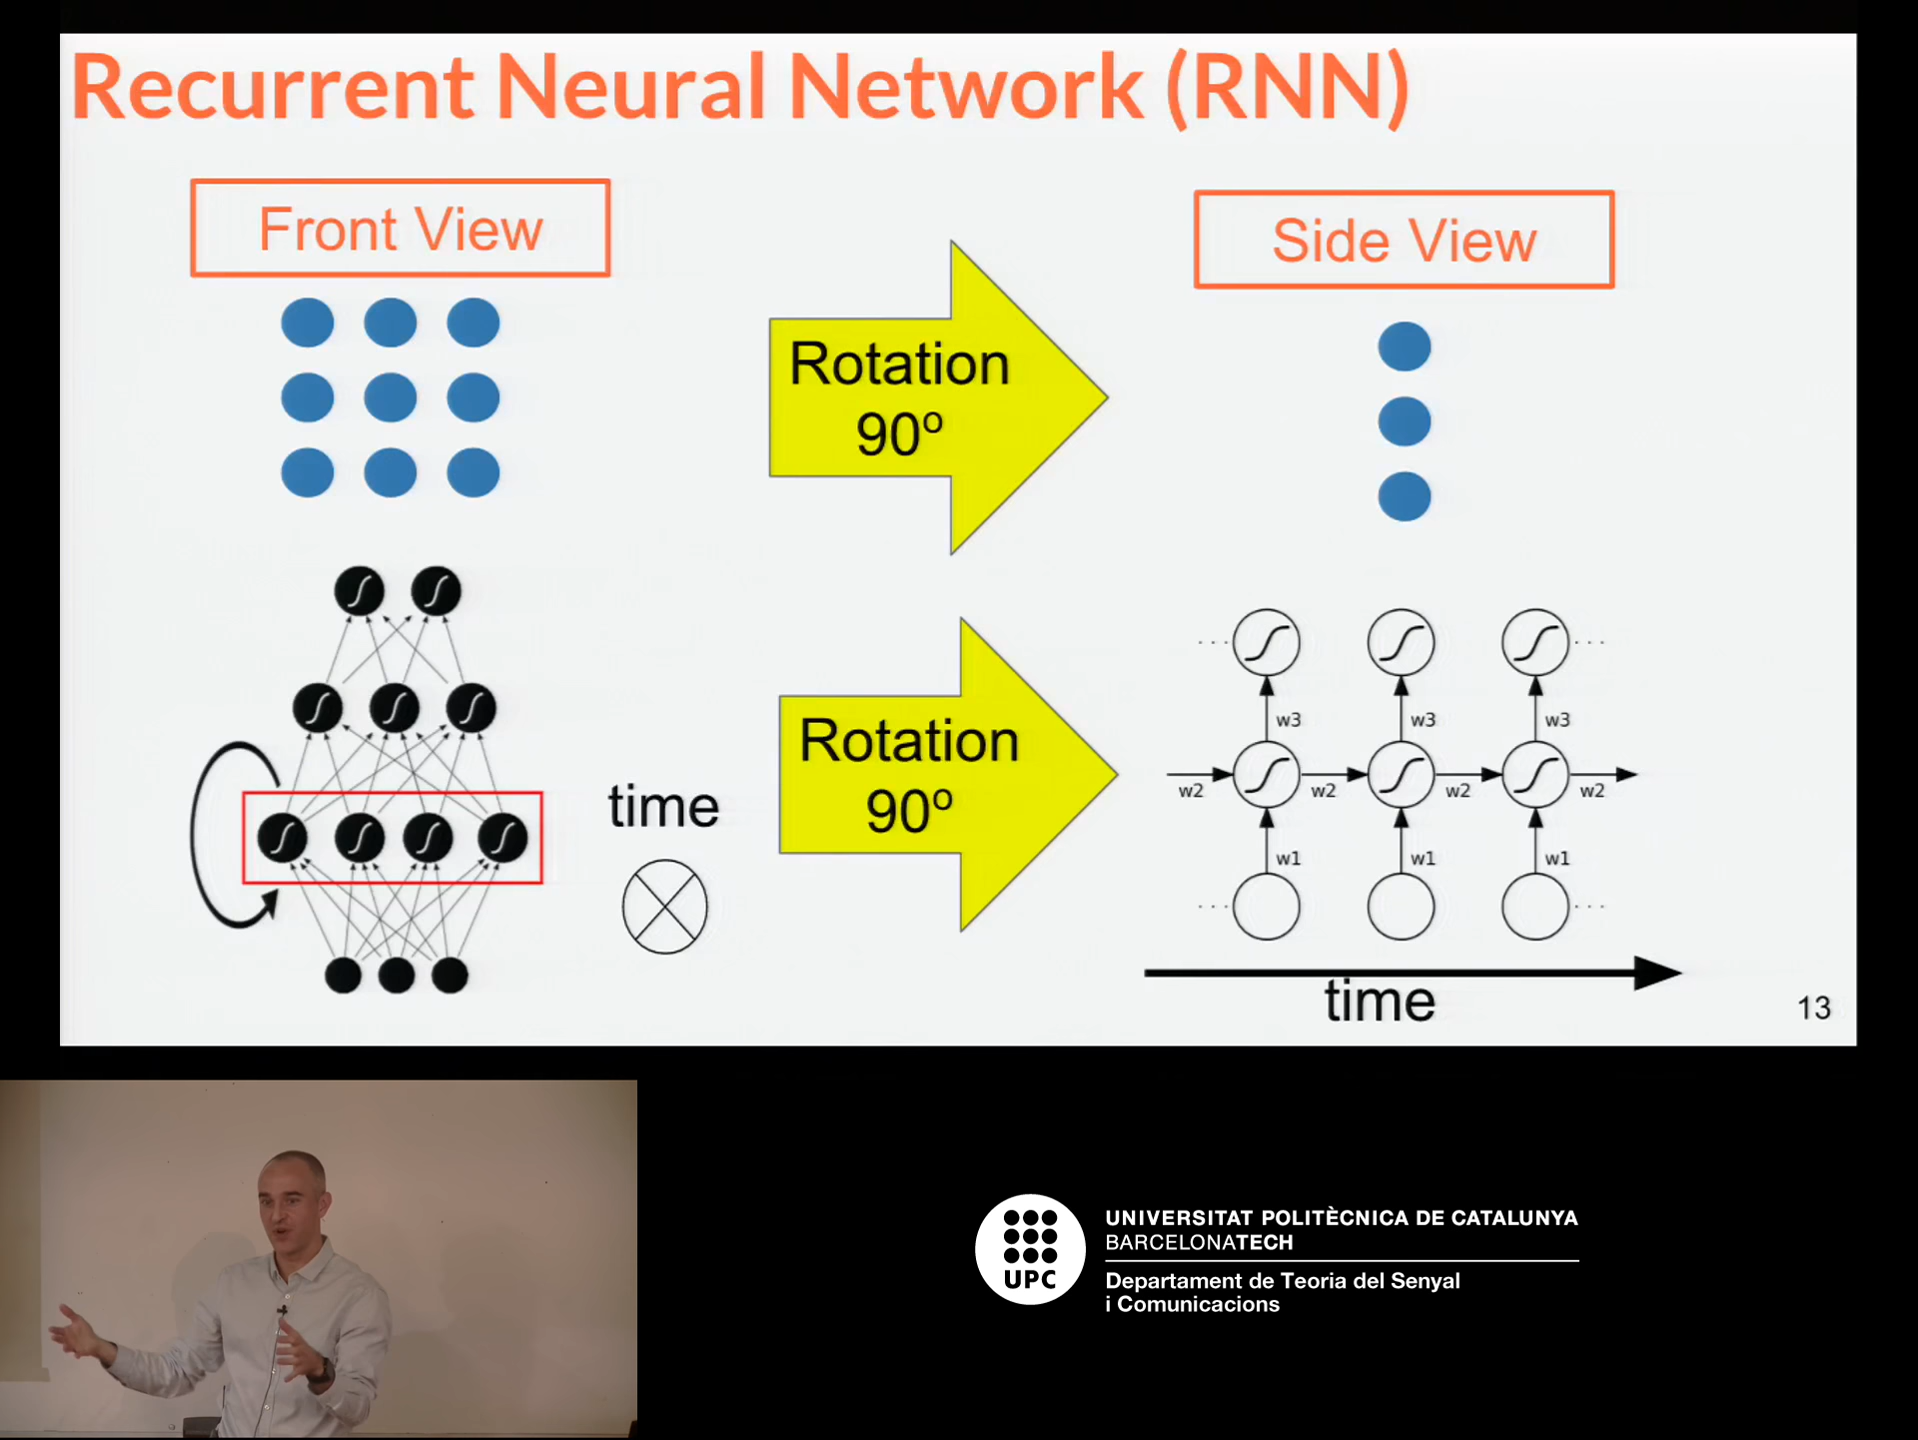 Recurrent Neural Network (RNN)
Front View
Side View
Rotation
90º
time
Rotation
90º
w3
w3
w3
w2
w2
w2
w2
w1
w1
w1
time
13
UPC
UNIVERSITAT POLITÈCNICA DE CATALUNYA
BARCELONATECH
Departament de Teoria del Senyal
i Comunicacions